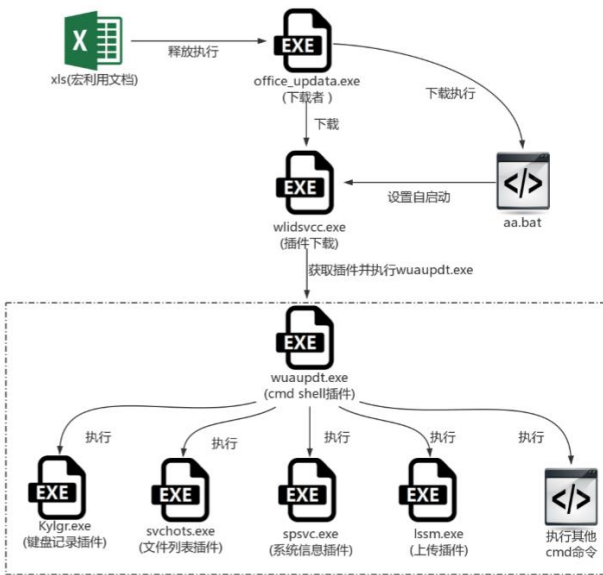 X
EXE
释放执行
xls(宏利用文档)
office_updata.exe
(下载者)
下载执行
下载
EXE
</>
设置自启动
wlidsvcc.exe
(插件下载)
aa.bat
获取插件并执行wuaupdt.exe
EXE
wuaupdt.exe
(cmd shell插件)
执行
执行
执行
执行
执行
EXE
EXE
EXE
EXE
</>
Kylgr.exe
(键盘记录插件)
svchots.exe
(文件列表插件)
spsvc.exe
(系统信息插件)
lssm.exe
(上传插件)
执行其他
cmd命令